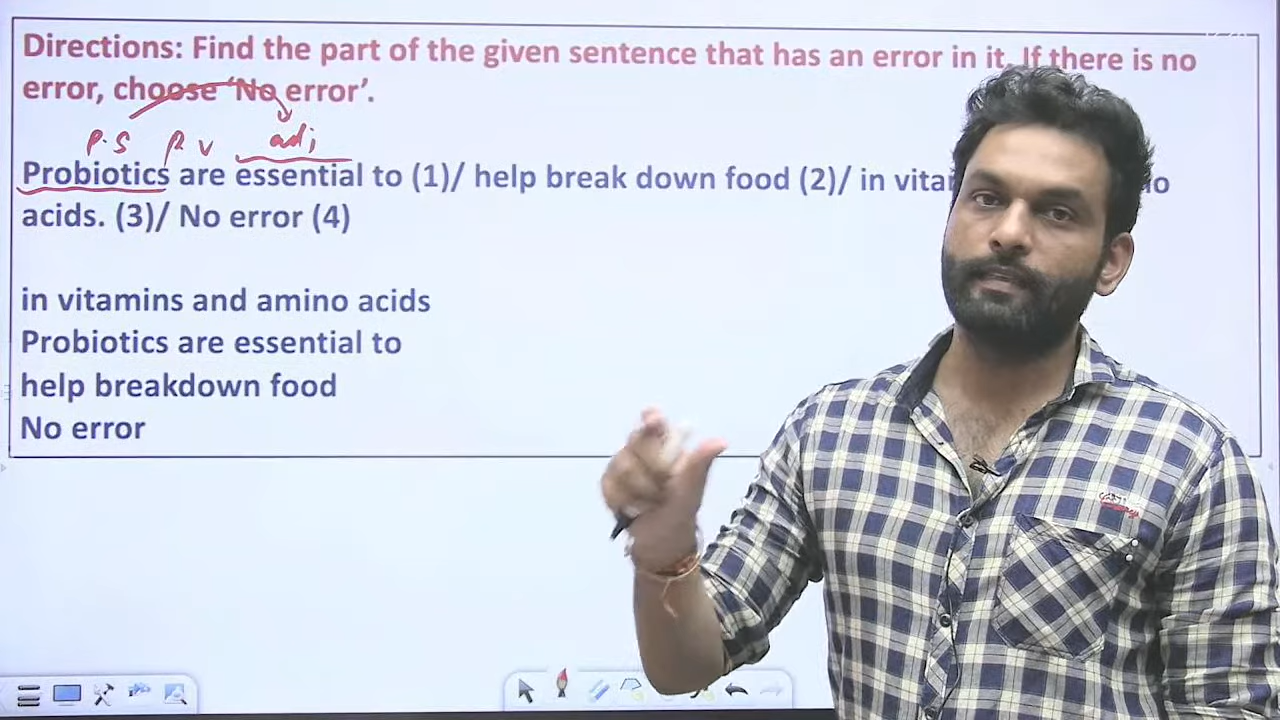 Directions: Find the part of the given sentence that has an error in it. If there is no
error, choose ‘No error’.
P.S P.V adj
Probiotics are essential to (1)/ help break down food (2)/ in
acids. (3)/ No error (4)
in vitamins and amino acids
Probiotics are essential to
help breakdown food
No error